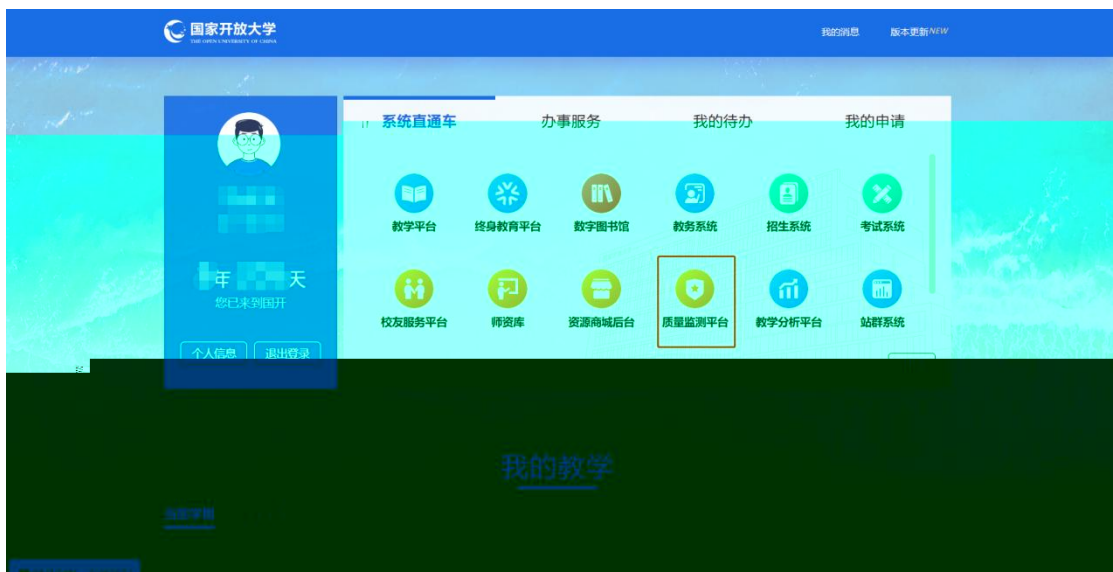 国家开放大学
THE OPEN UNIVERSITY OF CHINA
我的消息 版本更新NEW
系统直通车 办事服务 我的待办 我的申请
教学平台 终身教育平台 数字图书馆 教务系统 招生系统 考试系统
年 天
您已来到国开
校友服务平台 师资库 资源商城后台 质量监测平台 教学分析平台 站群系统
个人信息 退出登录
我的教学
当前学期